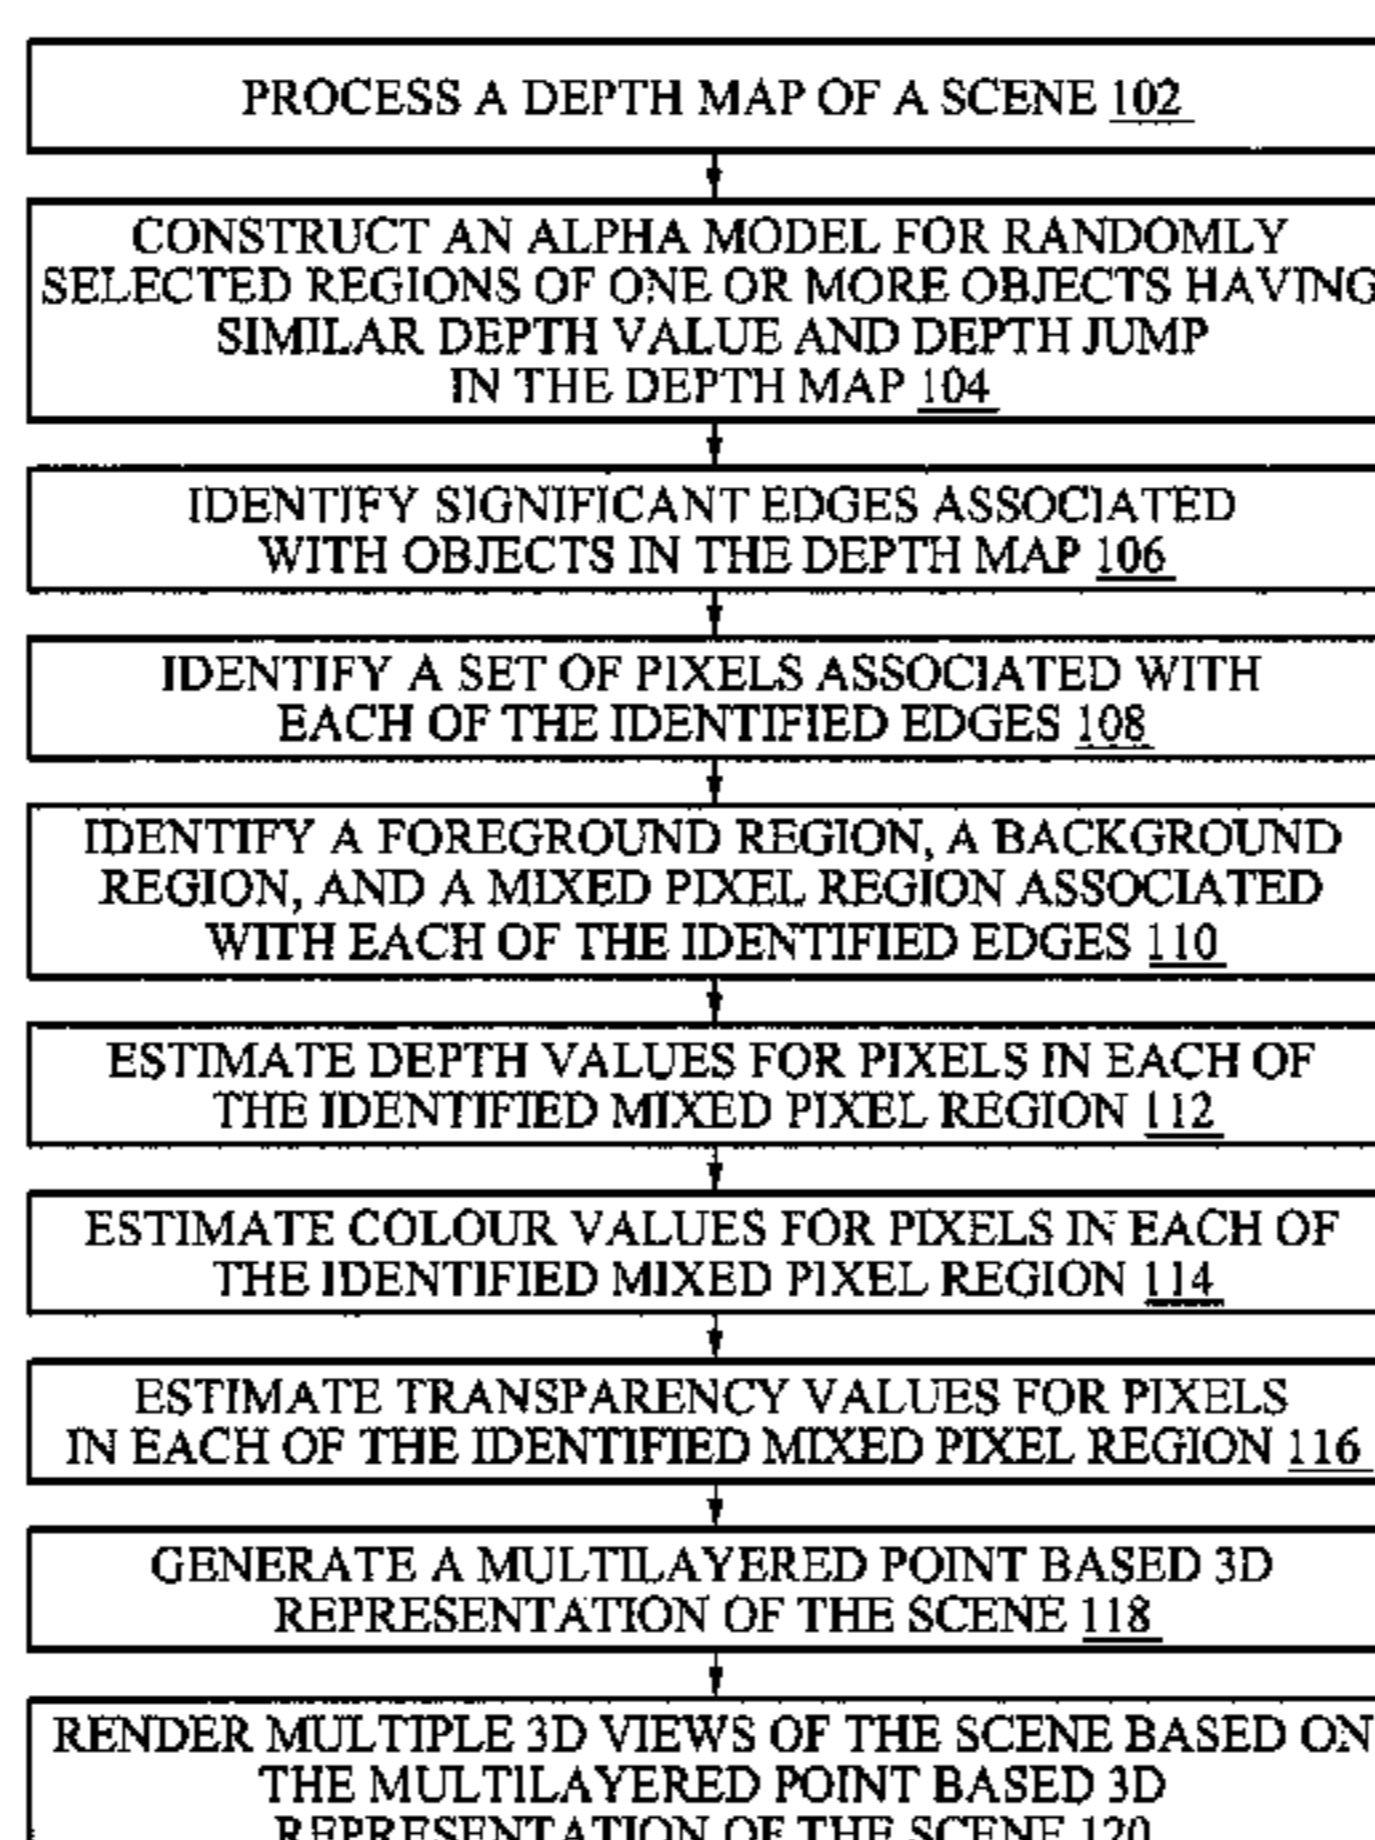 PROCESS A DEPTH MAP OF A SCENE 102
CONSTRUCT AN ALPHA MODEL FOR RANDOMLY
SELECTED REGIONS OF ONE OR MORE OBJECTS HAVING
SIMILAR DEPTH VALUE AND DEPTH JUMP
IN THE DEPTH MAP 104
IDENTIFY SIGNIFICANT EDGES ASSOCIATED
WITH OBJECTS IN THE DEPTH MAP 106
IDENTIFY A SET OF PIXELS ASSOCIATED WITH
EACH OF THE IDENTIFIED EDGES 108
IDENTIFY A FOREGROUND REGION, A BACKGROUND
REGION, AND A MIXED PIXEL REGION ASSOCIATED
WITH EACH OF THE IDENTIFIED EDGES 110
ESTIMATE DEPTH VALUES FOR PIXELS IN EACH OF
THE IDENTIFIED MIXED PIXEL REGION 112
ESTIMATE COLOUR VALUES FOR PIXELS IN EACH OF
THE IDENTIFIED MIXED PIXEL REGION 114
ESTIMATE TRANSPARENCY VALUES FOR PIXELS
IN EACH OF THE IDENTIFIED MIXED PIXEL REGION 116
GENERATE A MULTILAYERED POINT BASED 3D
REPRESENTATION OF THE SCENE 118
RENDER MULTIPLE 3D VIEWS OF THE SCENE BASED ON
THE MULTILAYERED POINT BASED 3D
REPRESENTATION OF THE SCENE 120